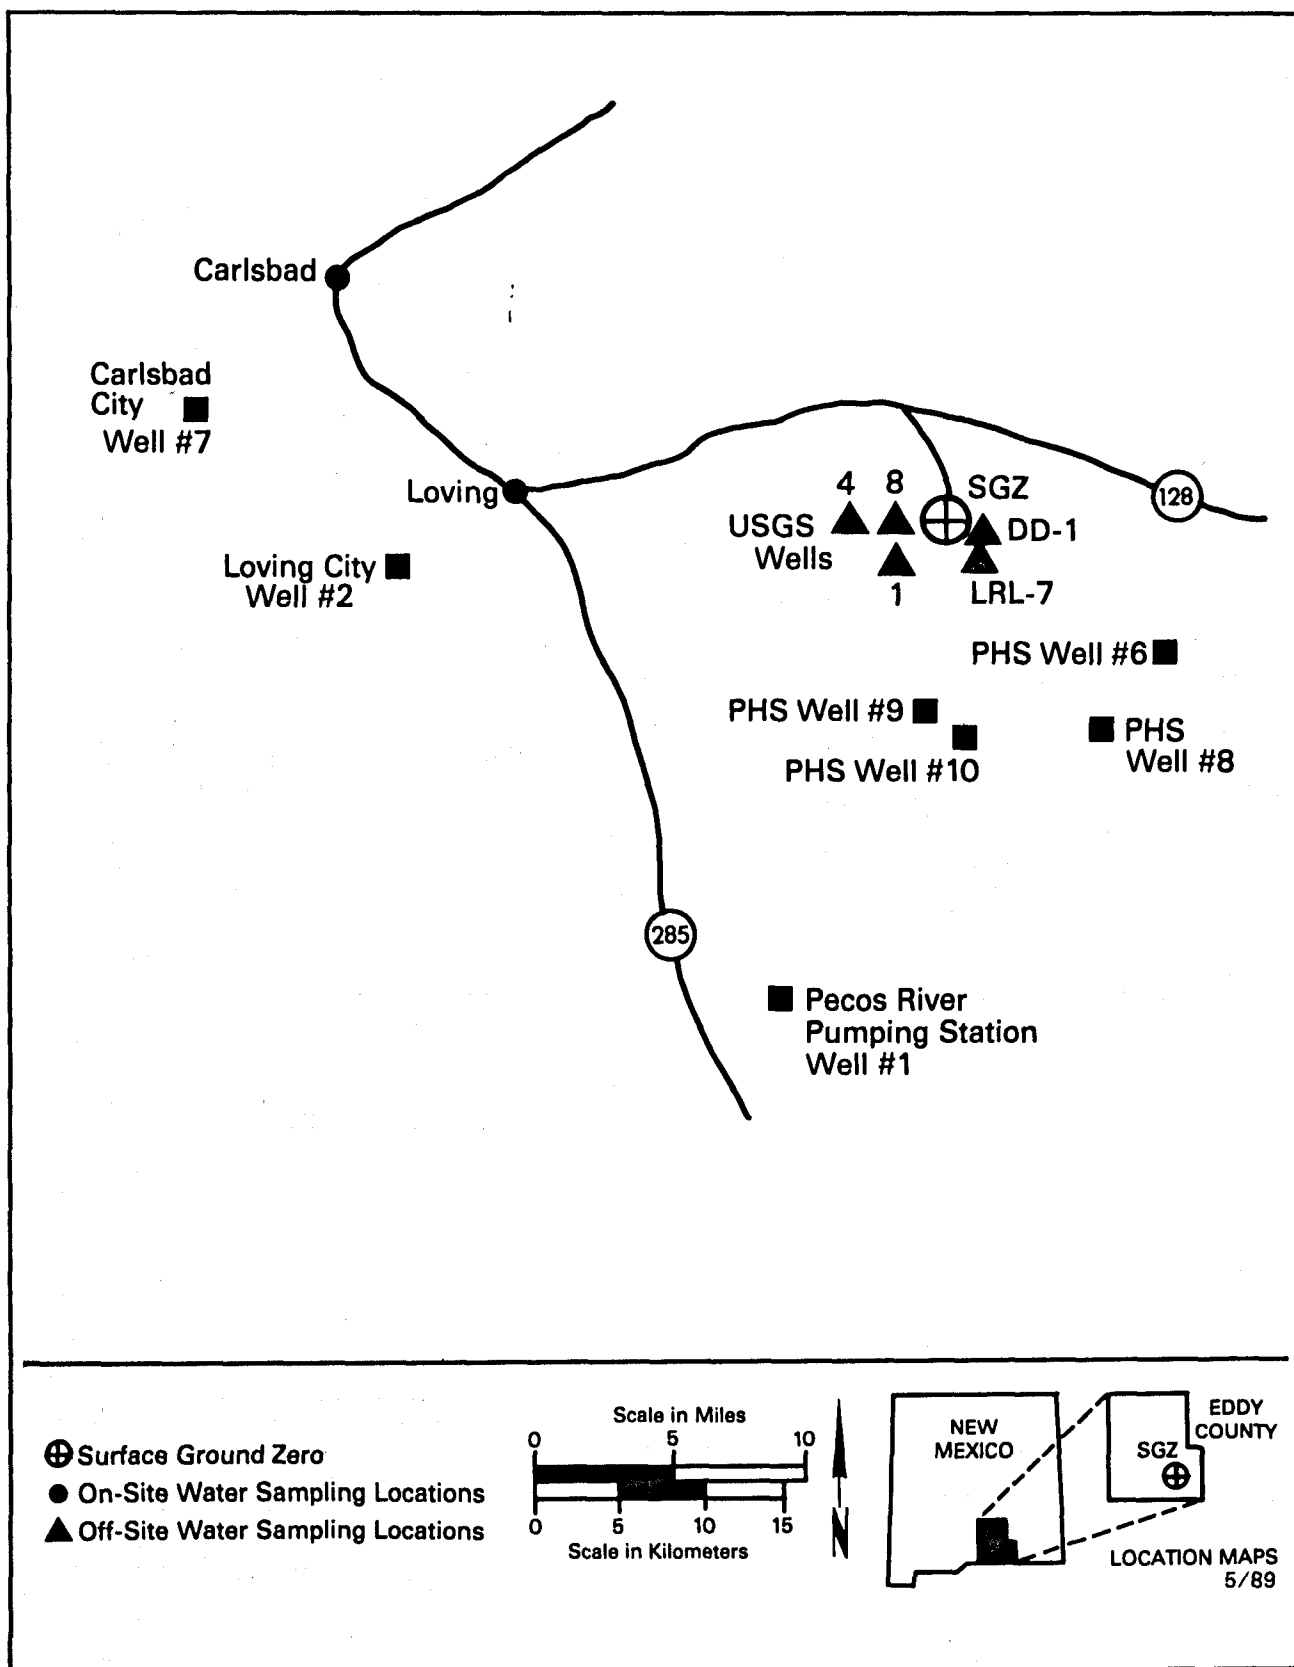 Carlsbad
Carlsbad
City
Well #7
Loving
128
4
8
SGZ
USGS
Wells
DD-1
1
LRL-7
Loving City
Well #2
PHS Well #6
PHS Well #9
PHS Well #10
PHS
Well #8
285
Pecos River
Pumping Station
Well #1
Surface Ground Zero
On-Site Water Sampling Locations
Off-Site Water Sampling Locations
Scale in Miles
0
5
10
0
5
10
15
Scale in Kilometers
N
NEW
MEXICO
EDDY
COUNTY
SGZ
LOCATION MAPS
5/89